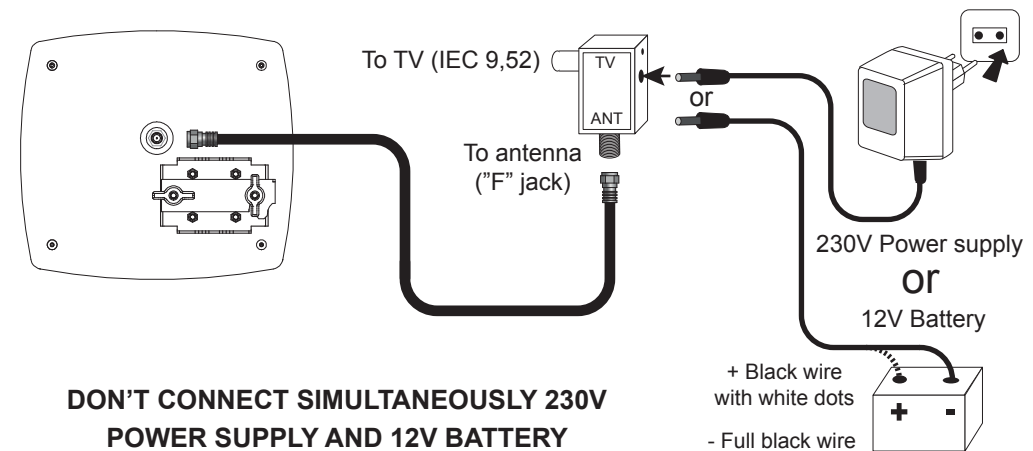 To TV (IEC 9,52)
TV
or
ANT
To antenna
(”F” jack)
230V Power supply
or
12V Battery
+ Black wire
with white dots
+ -
- Full black wire
DON’T CONNECT SIMULTANEOUSLY 230V
POWER SUPPLY AND 12V BATTERY